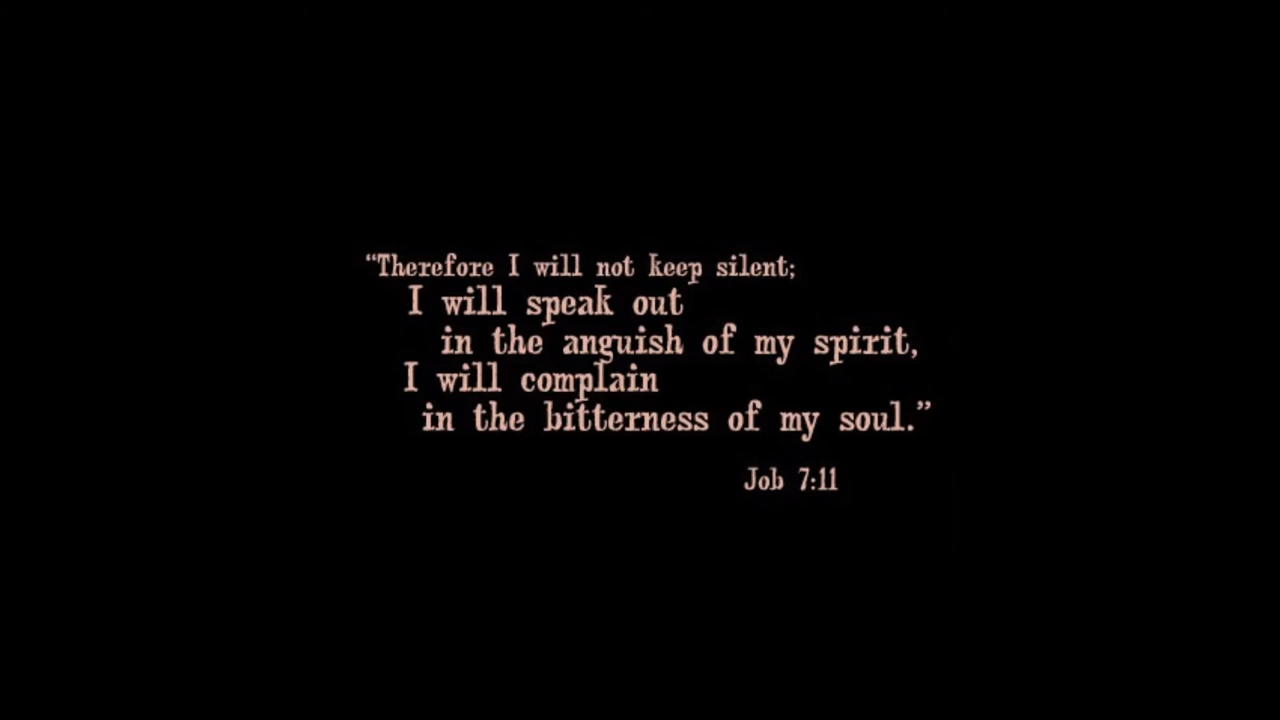 “Therefore I will not keep silent;
I will speak out
in the anguish of my spirit,
I will complain
in the bitterness of my soul.”
Job 7:11